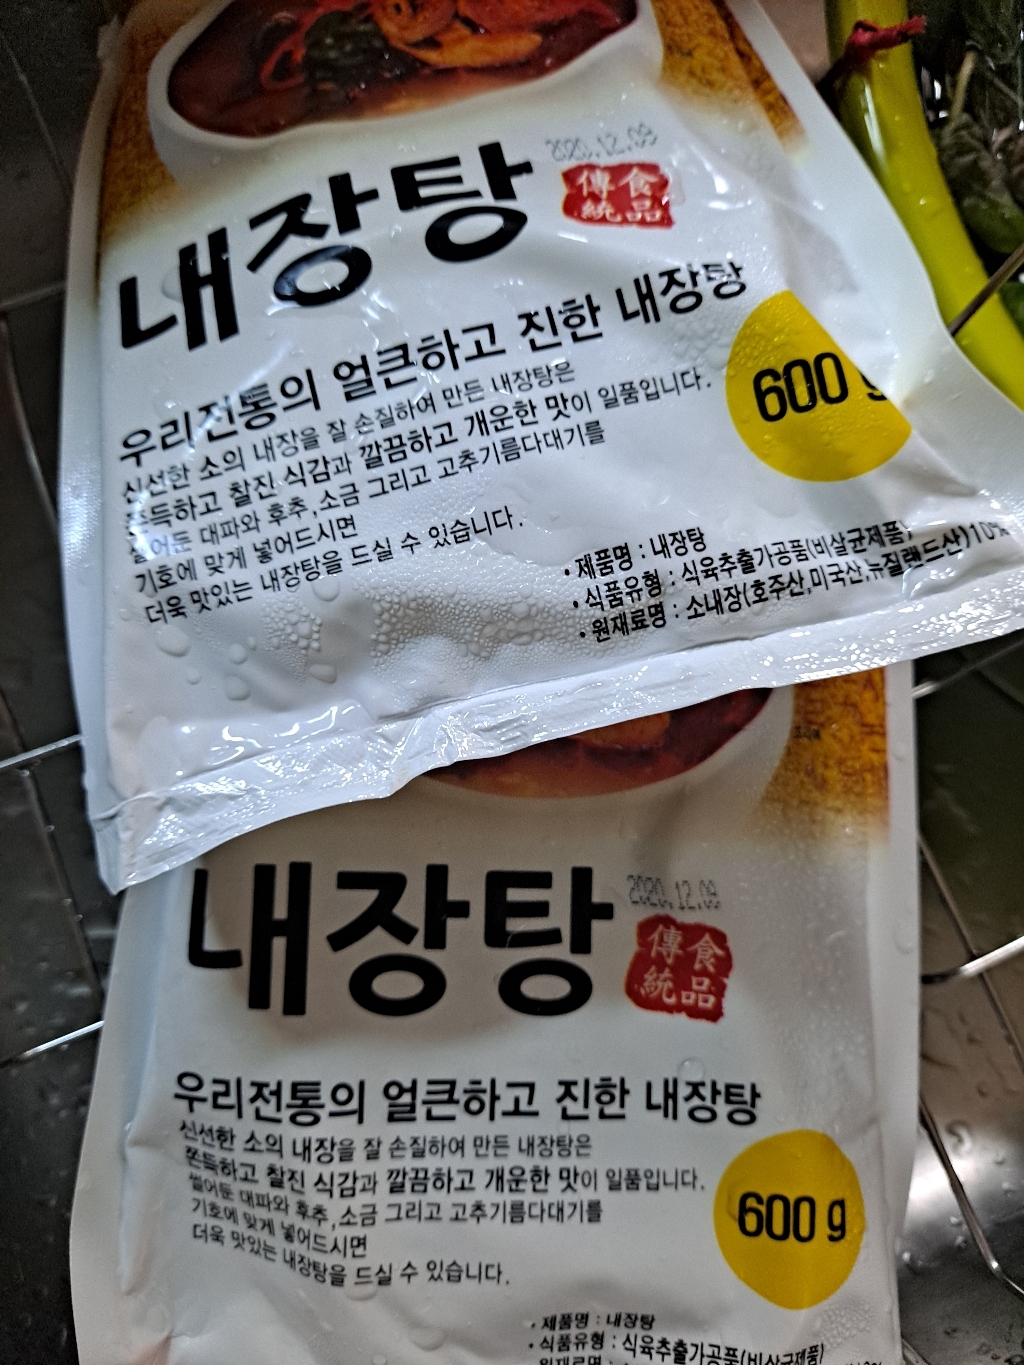 2020.12.09
내장탕
傳食
統品
우리전통의 얼큰하고 진한 내장탕
신선한 소의 내장을 잘 손질하여 만든 내장탕은
쫀득하고 찰진 식감과 깔끔하고 개운한 맛이 일품입니다.
썰어둔 대파와 후추,소금 그리고 고추기름다대기를
기호에 맞게 넣어드시면
더욱 맛있는 내장탕을 드실 수 있습니다.
600 g
• 제품명 : 내장탕
• 식품유형 : 식육추출가공품(비살균제품)
• 원재료명 : 소내장(호주산,미국산,뉴질랜드산)10%
2020.12.09
내장탕
傳食
統品
우리전통의 얼큰하고 진한 내장탕
신선한 소의 내장을 잘 손질하여 만든 내장탕은
쫀득하고 찰진 식감과 깔끔하고 개운한 맛이 일품입니다.
썰어둔 대파와 후추,소금 그리고 고추기름다대기를
기호에 맞게 넣어드시면
더욱 맛있는 내장탕을 드실 수 있습니다.
600 g
• 제품명 : 내장탕
• 식품유형 : 식육추출가공품(비살균제품)